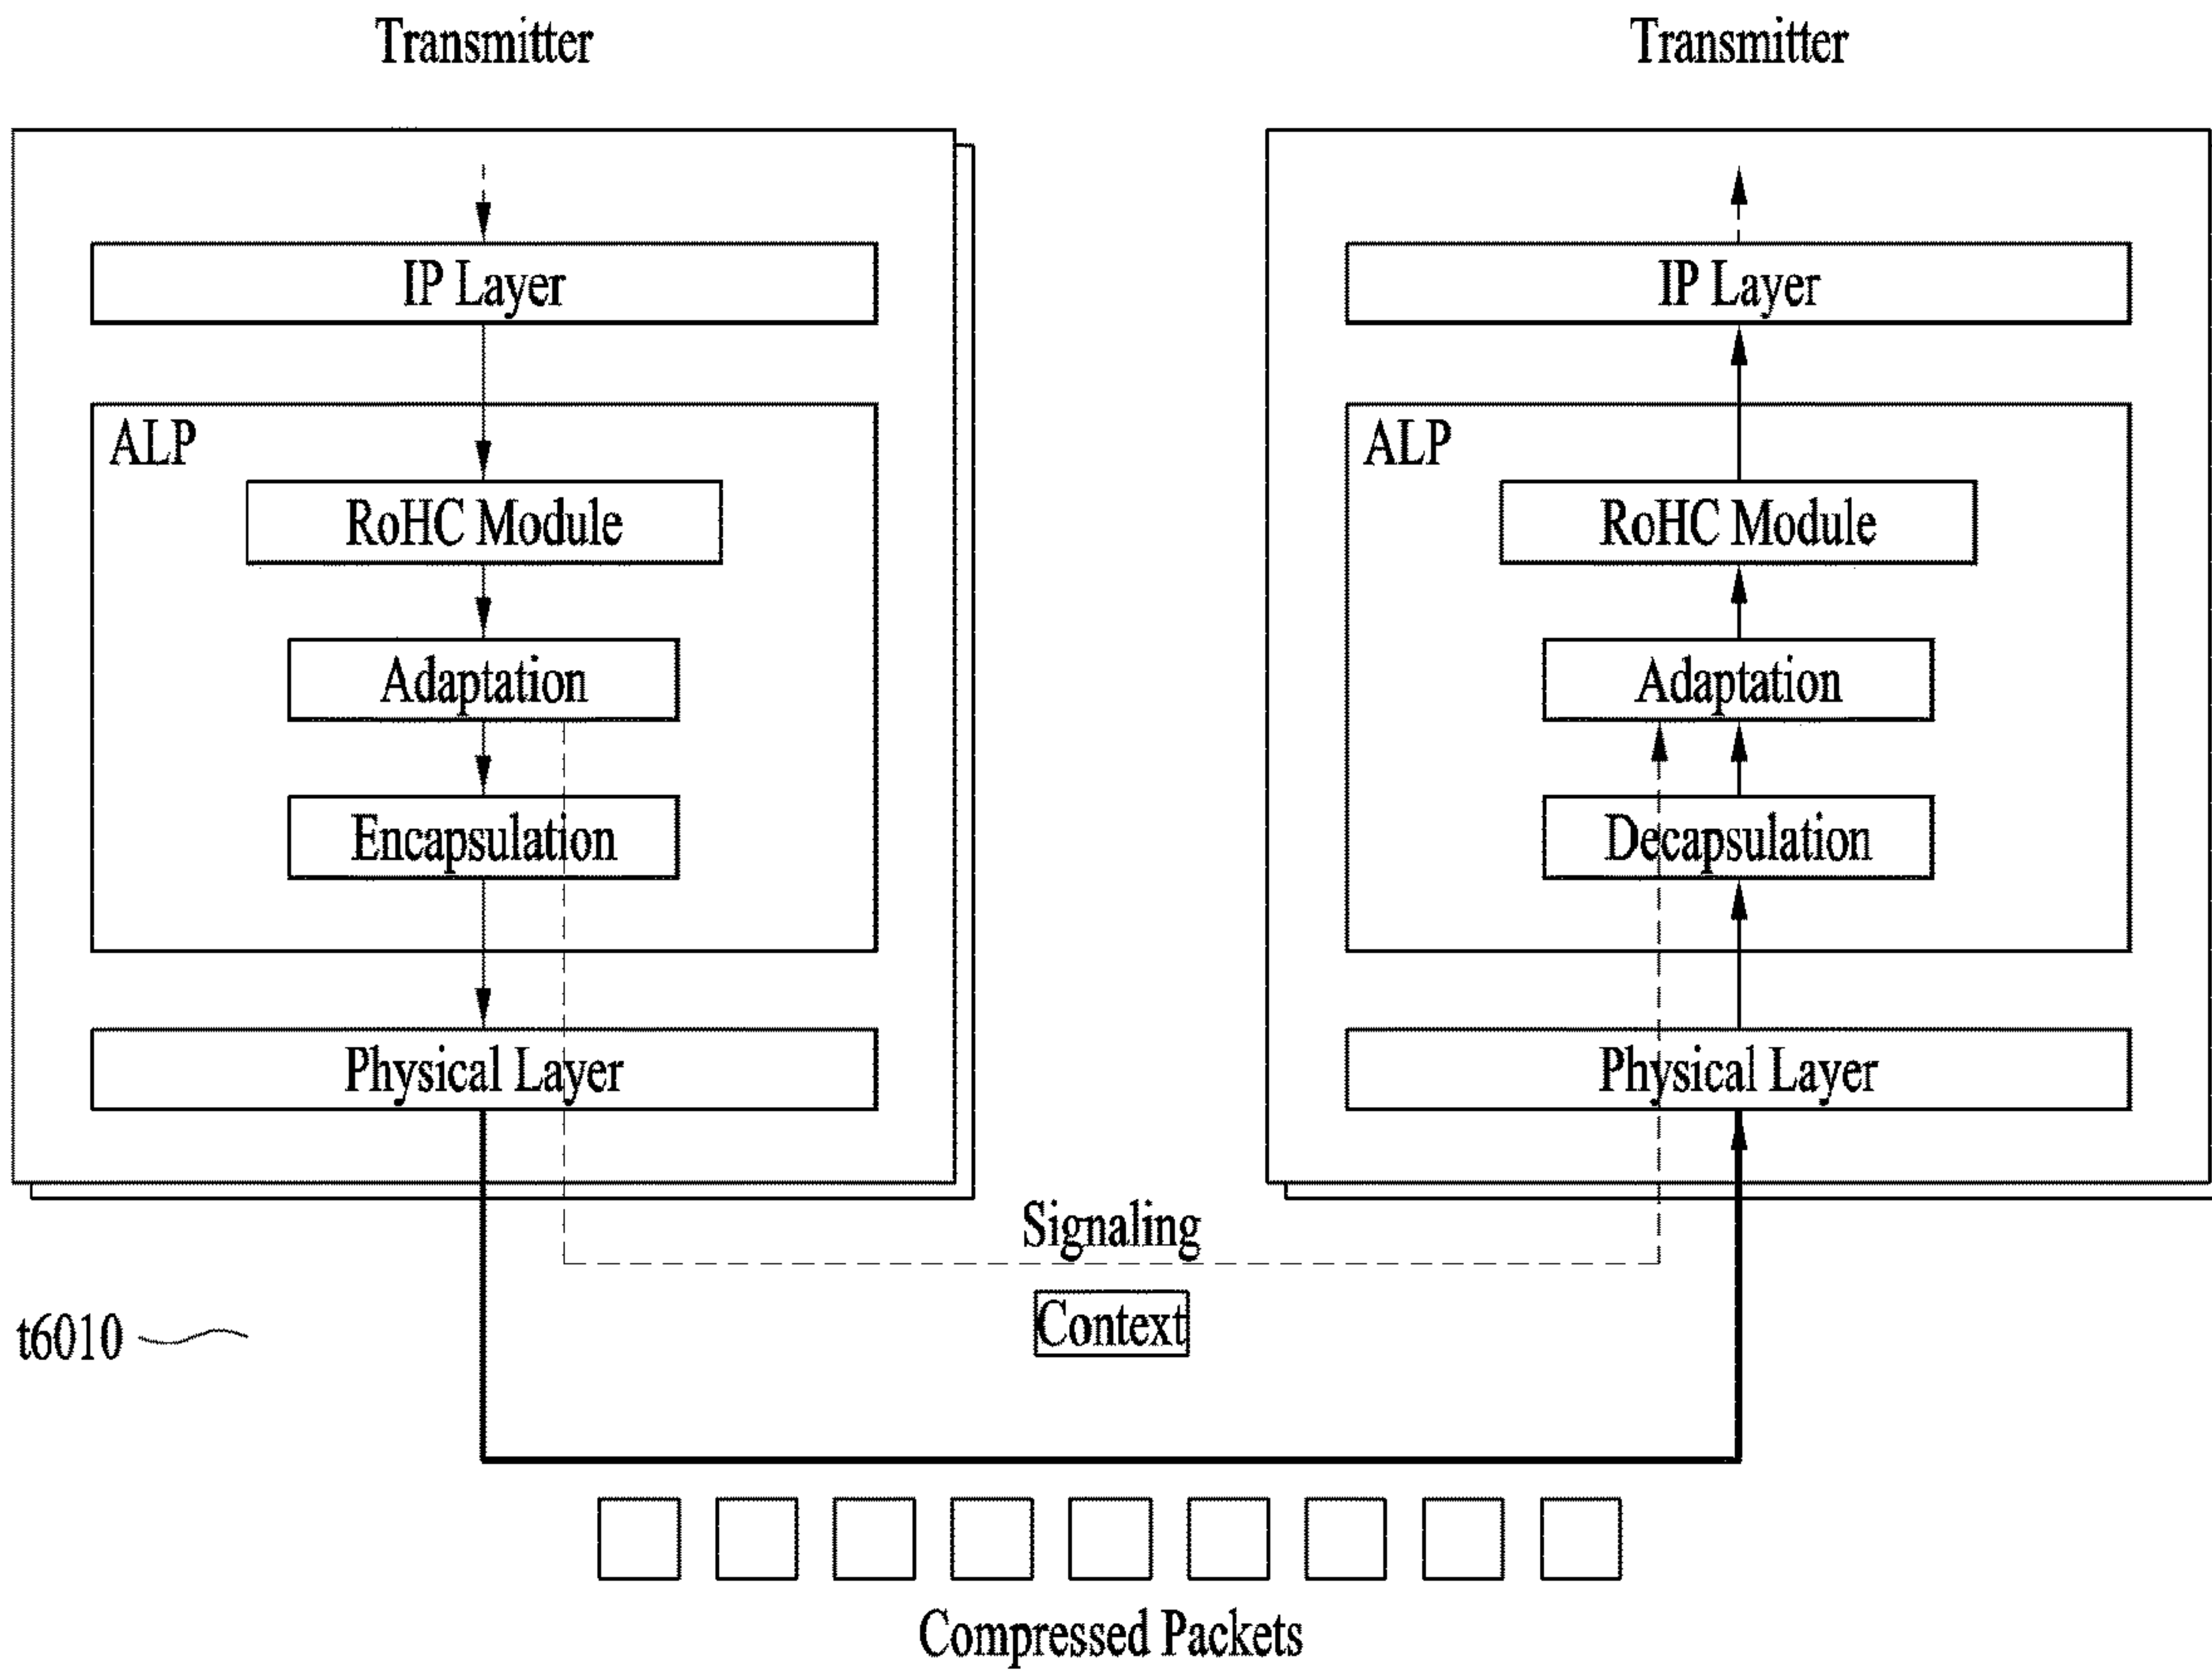 Transmitter
IP Layer
ALP
RoHC Module
Adaptation
Encapsulation
Physical Layer
Transmitter
IP Layer
ALP
RoHC Module
Adaptation
Decapsulation
Physical Layer
Signaling
Context
t6010
Compressed Packets